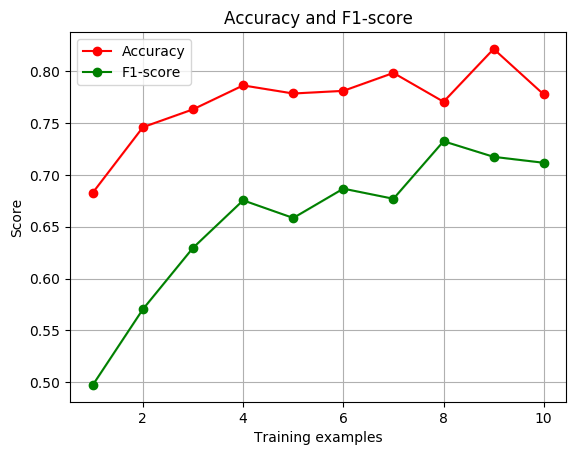 Accuracy and F1-score
Accuracy
F1-score
Score
0.80
0.75
0.70
0.65
0.60
0.55
0.50
2 4 6 8 10
Training examples